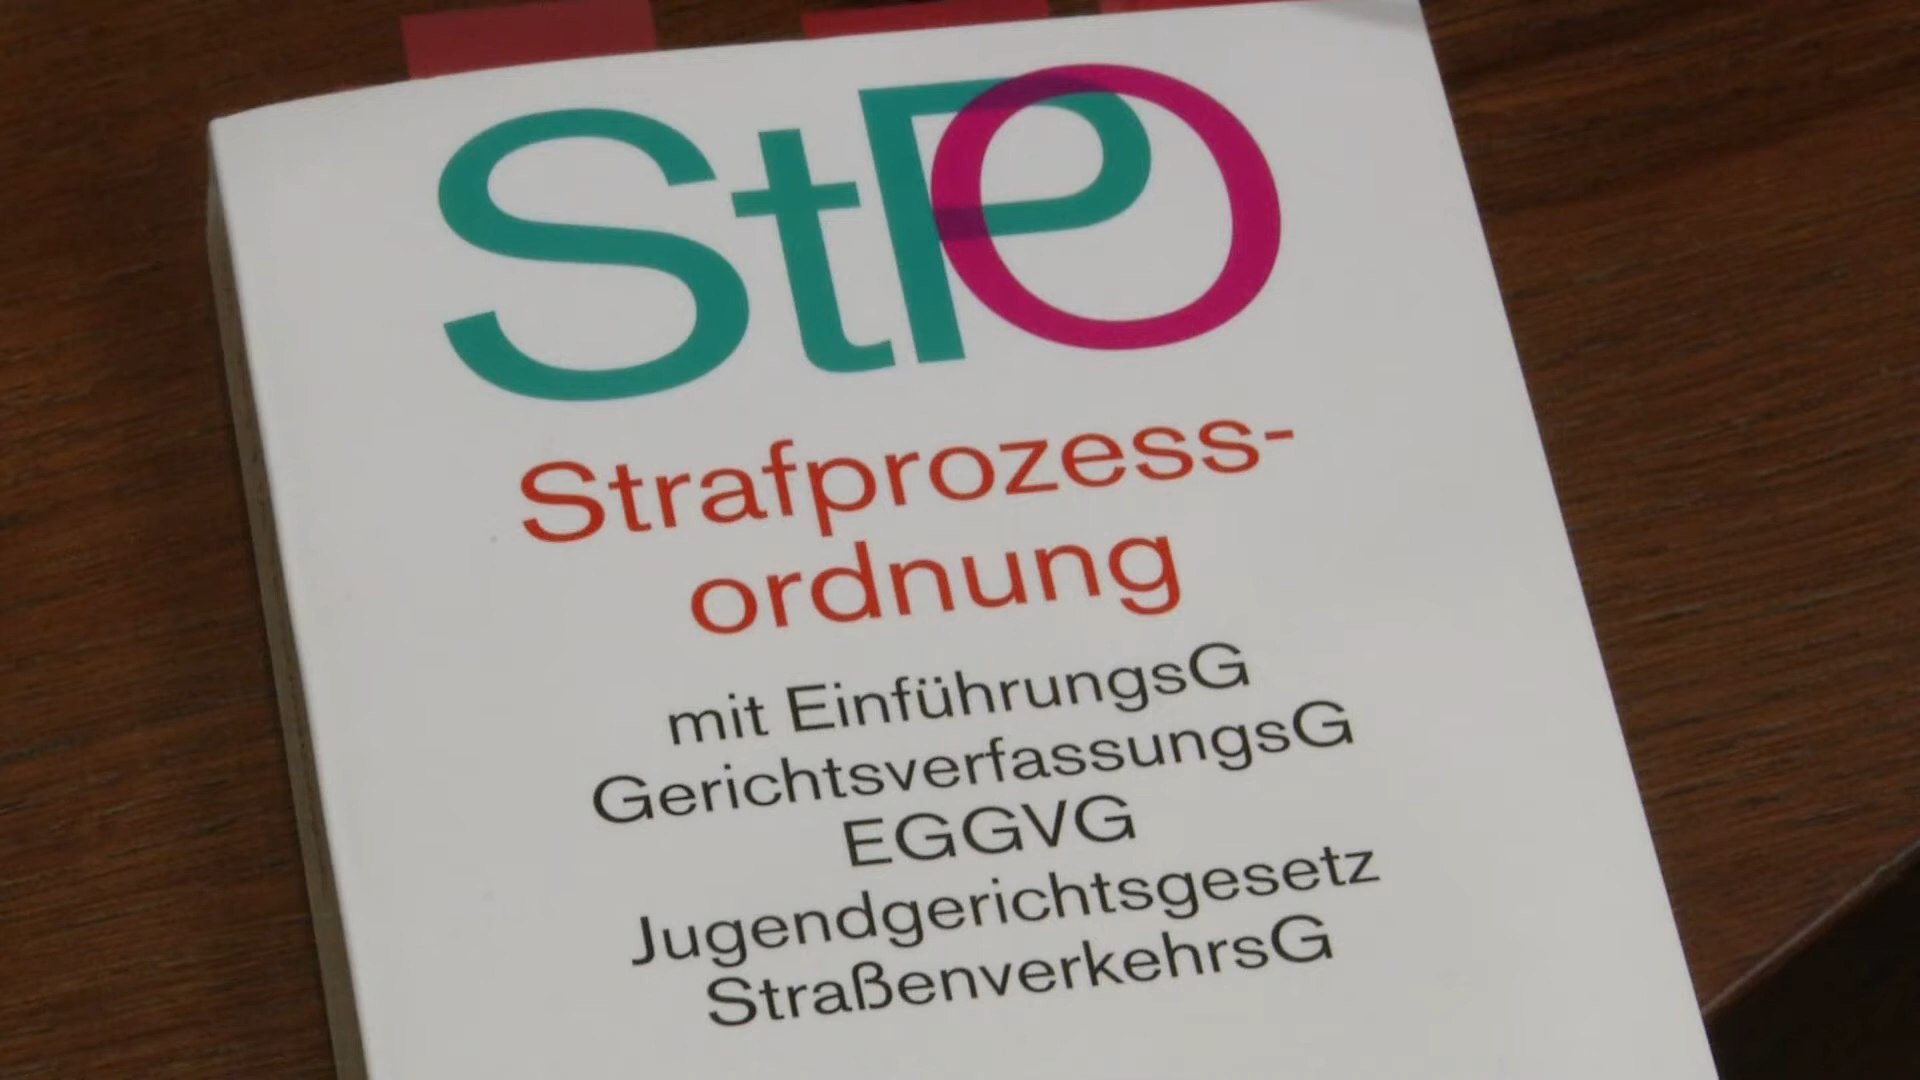 StPO
Strafprozess-
ordnung
mit EinführungsG
GerichtsverfassungsG
EGGVG
Jugendgerichtsgesetz
StraßenverkehrsG